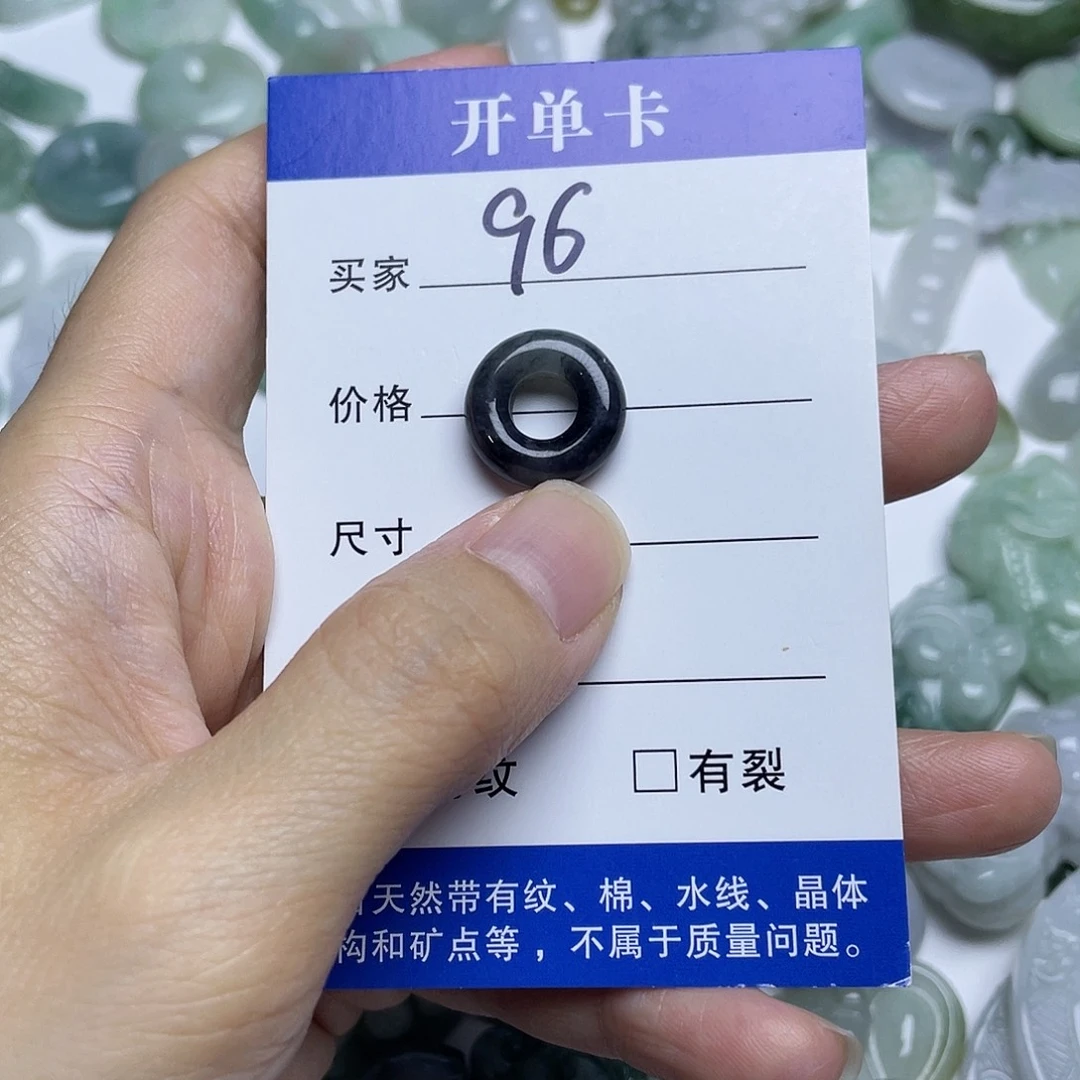 开单卡
买家 96
价格
尺寸
纹 □有裂
天然带有纹、棉、水线、晶体
构和矿点等，不属于质量问题。